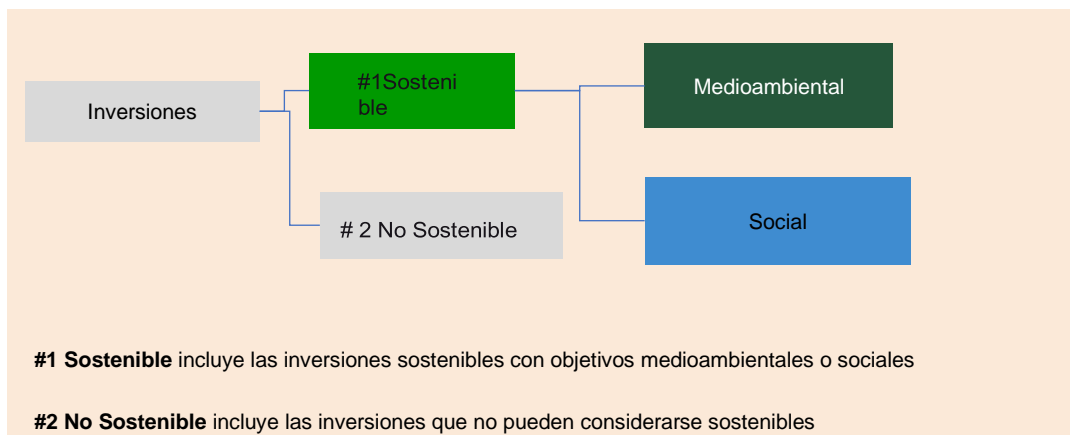 #1Sosteni
ble
Medioambiental
Inversiones
# 2 No Sostenible
Social
#1 Sostenible incluye las inversiones sostenibles con objetivos medioambientales o sociales
#2 No Sostenible incluye las inversiones que no pueden considerarse sostenibles